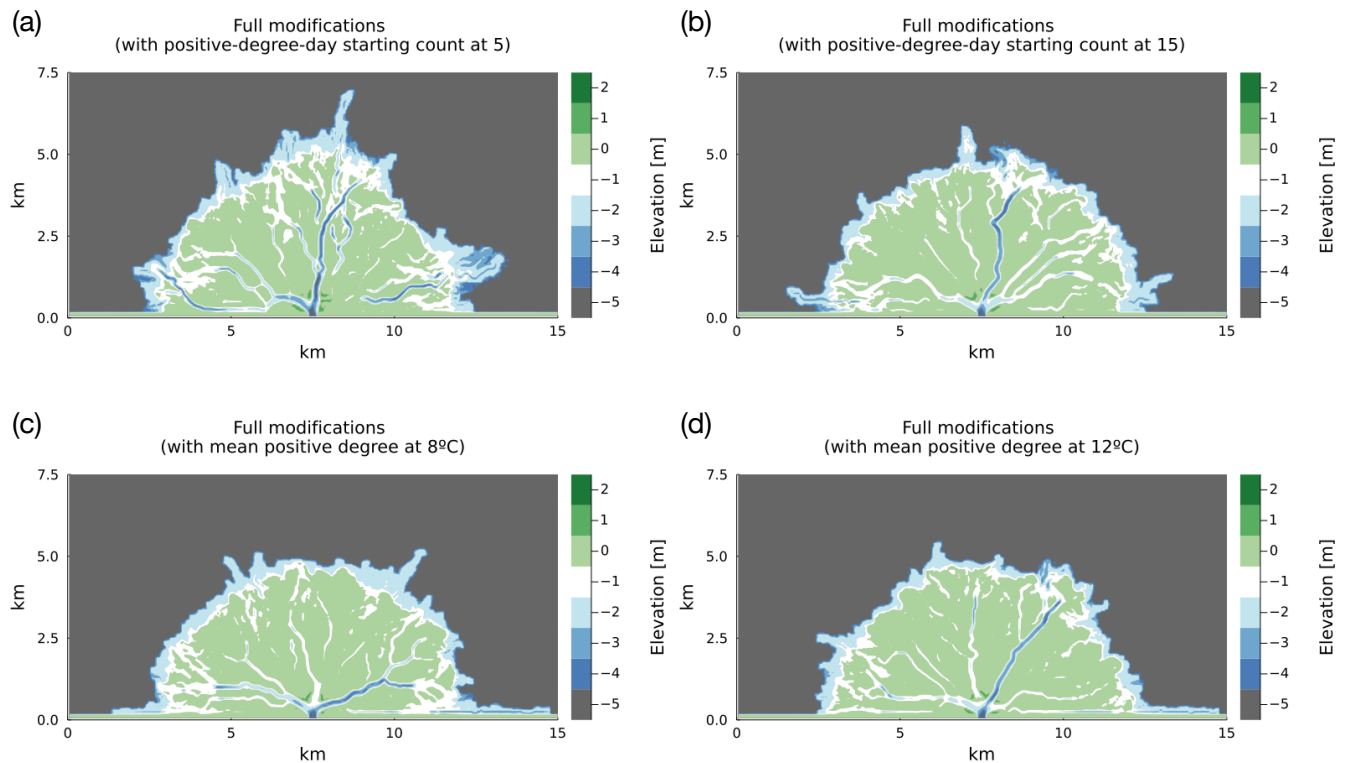 (a)
Full modifications
(with positive-degree-day starting count at 5)
7.5
5.0
2.5
0.0
km
0
5
10
15
km
2
1
0
−1
−2
−3
−4
−5
Elevation [m]
(b)
Full modifications
(with positive-degree-day starting count at 15)
7.5
5.0
2.5
0.0
km
0
5
10
15
km
2
1
0
−1
−2
−3
−4
−5
Elevation [m]
(c)
Full modifications
(with mean positive degree at 8ºC)
7.5
5.0
2.5
0.0
km
0
5
10
15
km
2
1
0
−1
−2
−3
−4
−5
Elevation [m]
(d)
Full modifications
(with mean positive degree at 12ºC)
7.5
5.0
2.5
0.0
km
0
5
10
15
km
2
1
0
−1
−2
−3
−4
−5
Elevation [m]